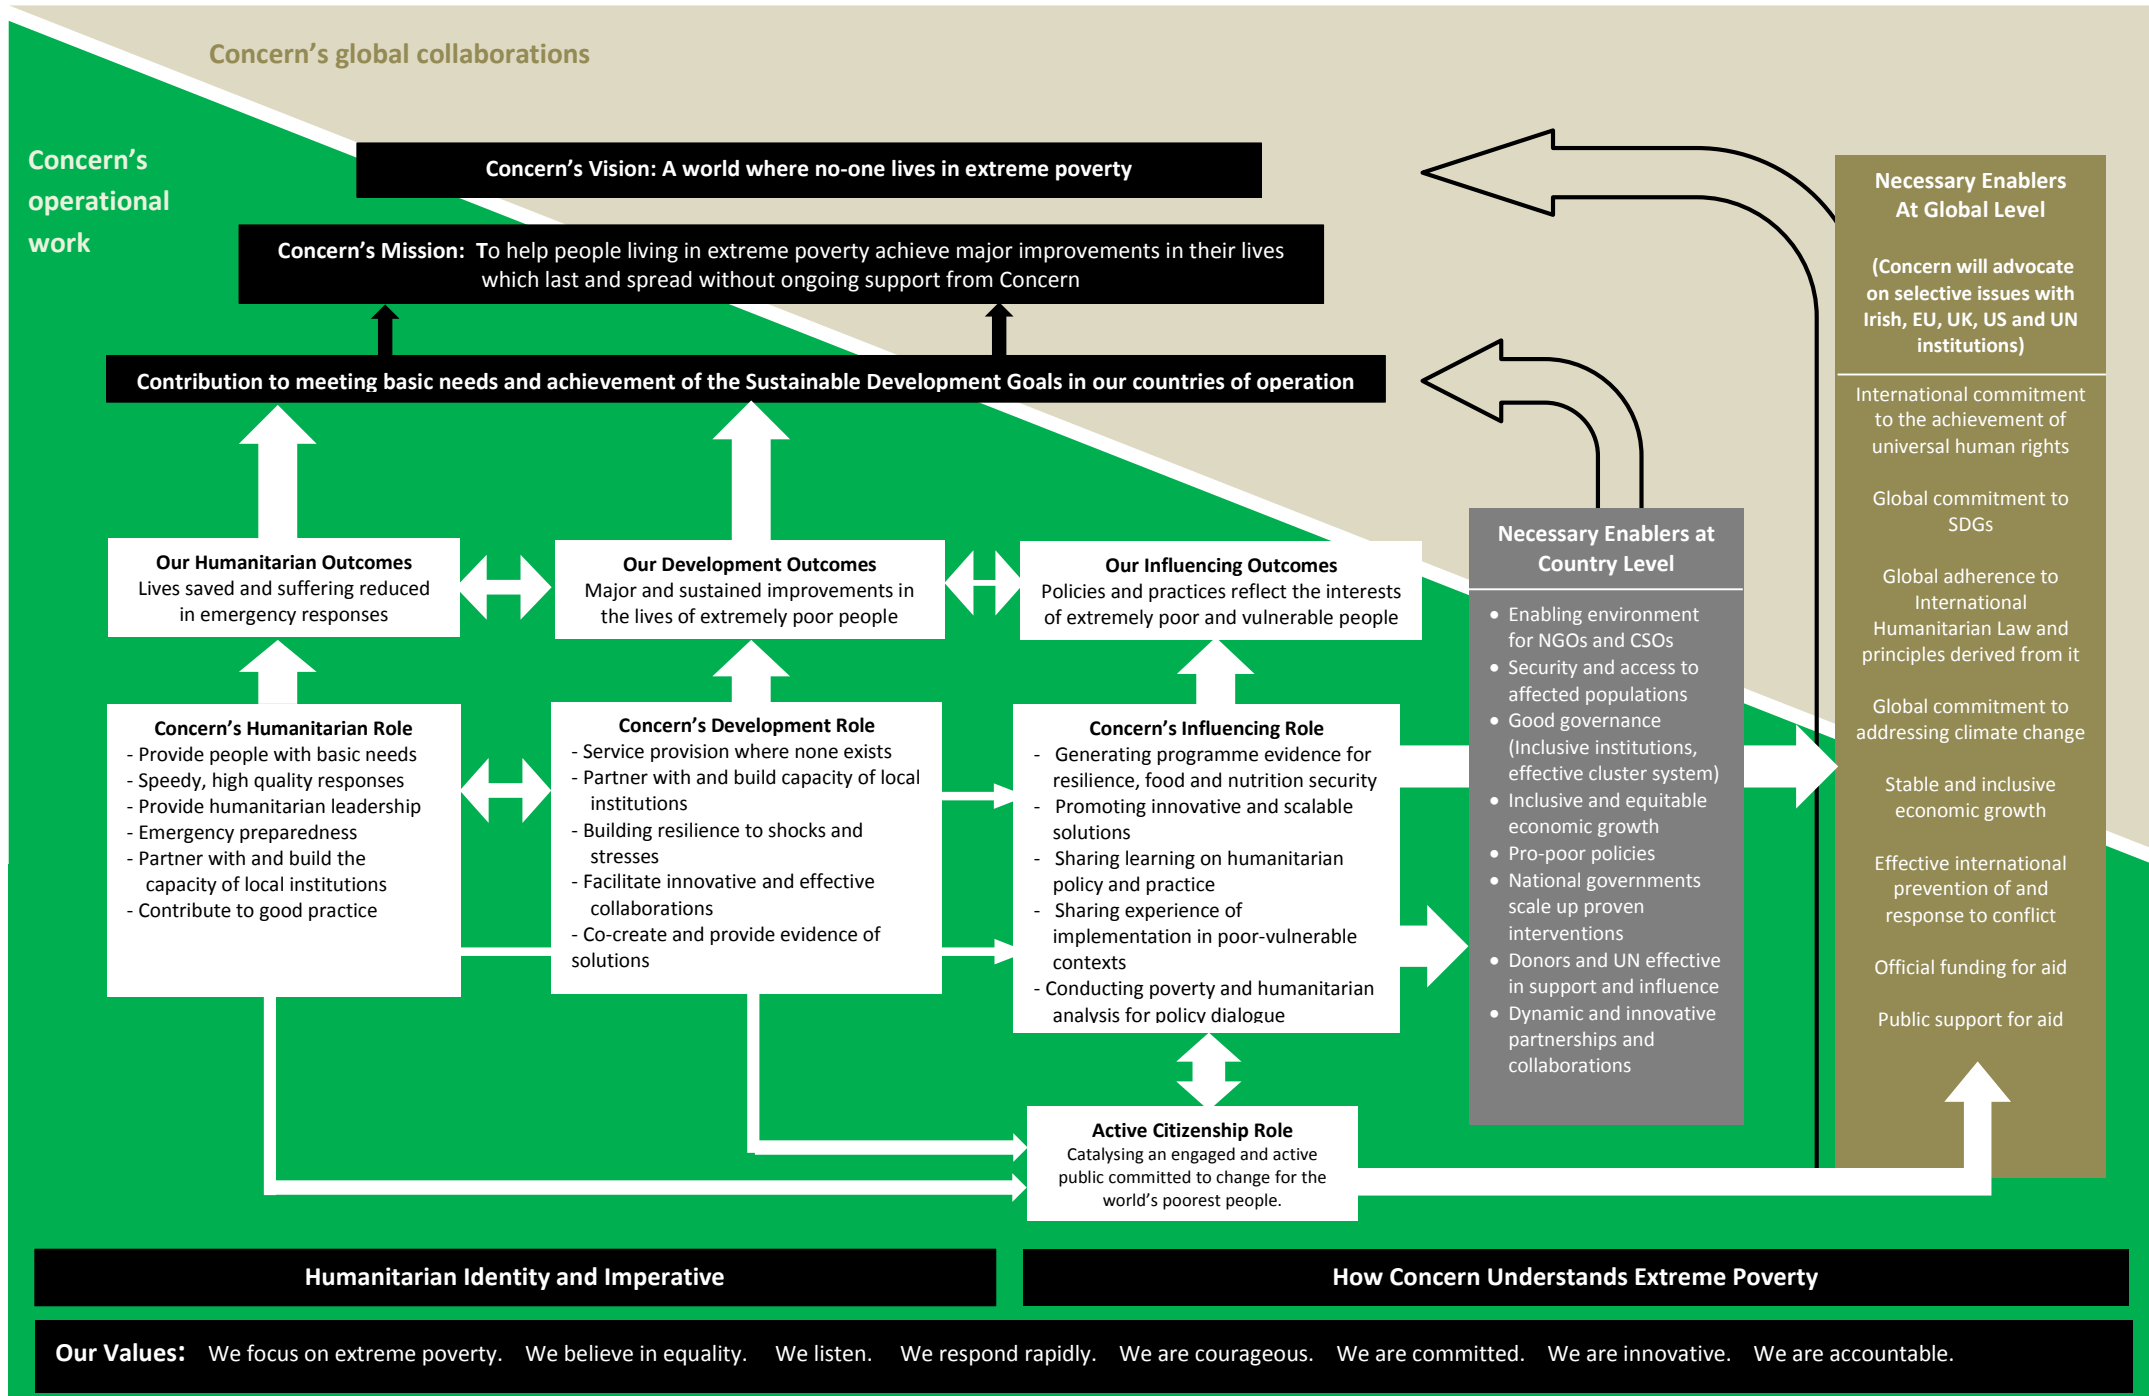 Concern's global collaborations
Concern's
operational
work
Concern's Vision: A world where no-one lives in extreme poverty
Concern's Mission: To help people living in extreme poverty achieve major improvements in their lives
which last and spread without ongoing support from Concern
Contribution to meeting basic needs and achievement of the Sustainable Development Goals in our countries of operation
Our Humanitarian Outcomes
Lives saved and suffering reduced
in emergency responses
Our Development Outcomes
Major and sustained improvements in
the lives of extremely poor people
Our Influencing Outcomes
Policies and practices reflect the interests
of extremely poor and vulnerable people
Concern's Humanitarian Role
- Provide people with basic needs
- Speedy, high quality responses
- Provide humanitarian leadership
- Emergency preparedness
- Partner with and build the
capacity of local institutions
- Contribute to good practice
Concern's Development Role
- Service provision where none exists
- Partner with and build capacity of local
institutions
- Building resilience to shocks and
stresses
- Facilitate innovative and effective
collaborations
- Co-create and provide evidence of
solutions
Concern's Influencing Role
- Generating programme evidence for
resilience, food and nutrition security
- Promoting innovative and scalable
solutions
- Sharing learning on humanitarian
policy and practice
- Sharing experience of
implementation in poor-vulnerable
contexts
- Conducting poverty and humanitarian
analysis for policy dialogue
Active Citizenship Role
Catalysing an engaged and active
public committed to change for the
world's poorest people.
Necessary Enablers at
Country Level
• Enabling environment
for NGOs and CSOs
• Security and access to
affected populations
• Good governance
(Inclusive institutions,
effective cluster system)
• Inclusive and equitable
economic growth
• Pro-poor policies
• National governments
scale up proven
interventions
• Donors and UN effective
in support and influence
• Dynamic and innovative
partnerships and
collaborations
Necessary Enablers
At Global Level
(Concern will advocate
on selective issues with
Irish, EU, UK, US and UN
institutions)
International commitment
to the achievement of
universal human rights
Global commitment to
SDGs
Global adherence to
International
Humanitarian Law and
principles derived from it
Global commitment to
addressing climate change
Stable and inclusive
economic growth
Effective international
prevention of and
response to conflict
Official funding for aid
Public support for aid
Humanitarian Identity and Imperative
How Concern Understands Extreme Poverty
Our Values: We focus on extreme poverty. We believe in equality. We listen. We respond rapidly. We are courageous. We are committed. We are innovative. We are accountable.